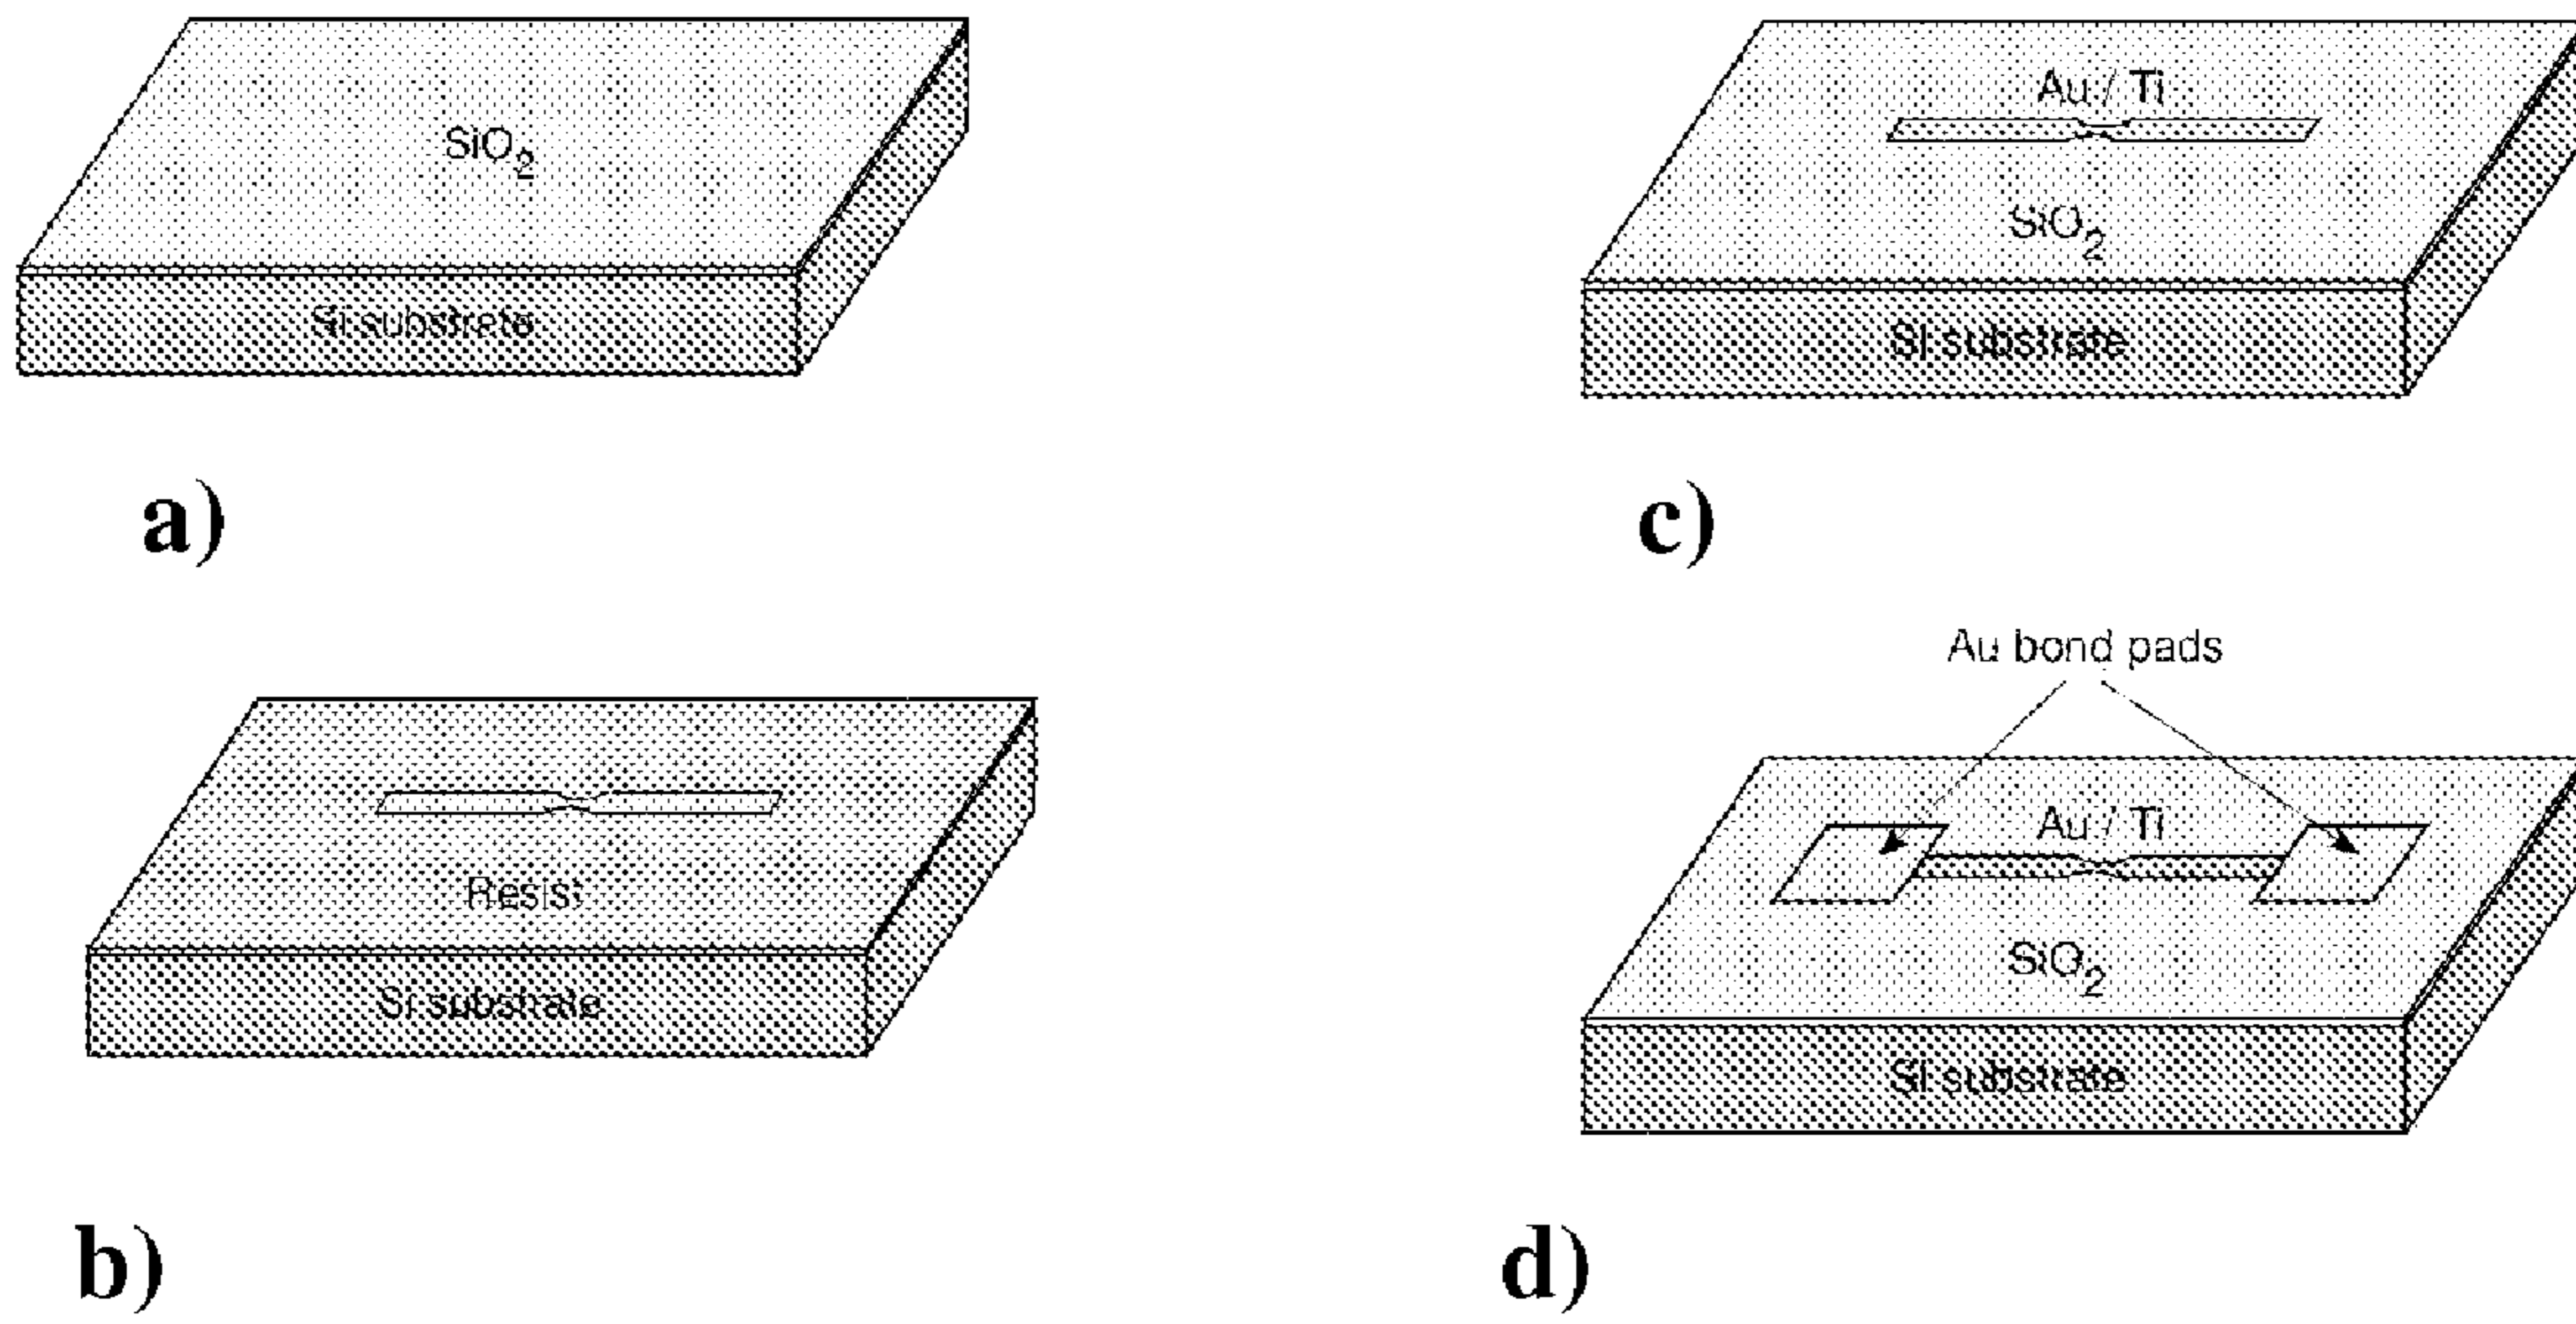 SiO2
Si substrate
a)
Resist
Si substrate
b)
Au / Ti
SiO2
Si substrate
c)
Au bond pads
Au / Ti
SiO2
Si substrate
d)